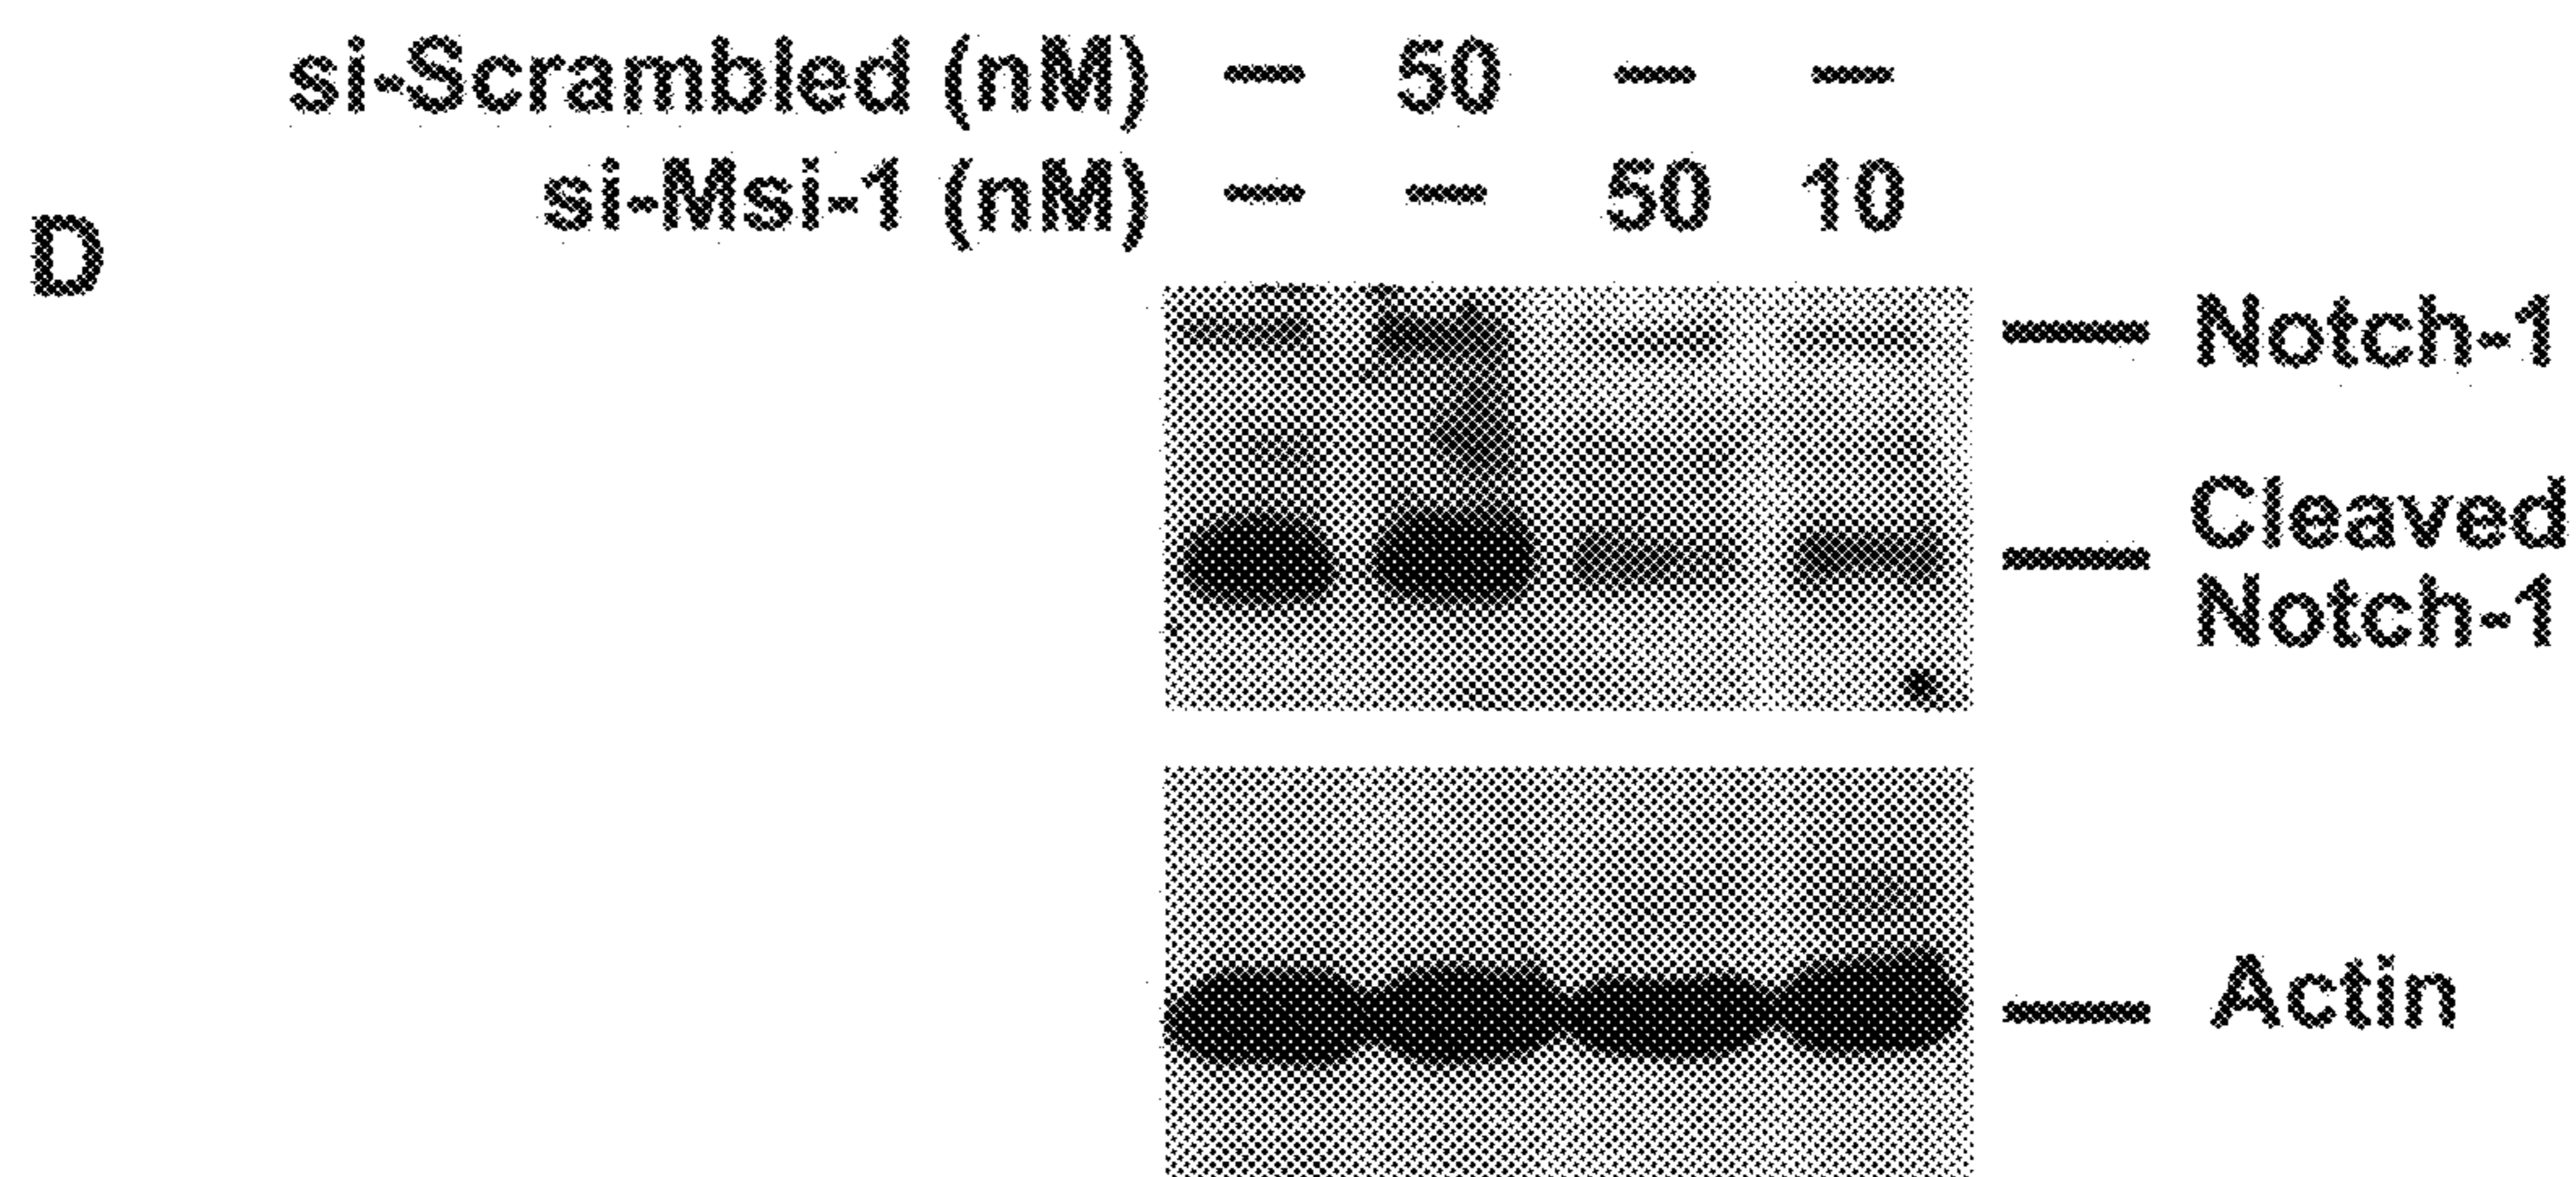 si-Scrambled (nM) — 50 — —
si-Msi-1 (nM) — — 50 10
D
Notch-1
Cleaved
Notch-1
Actin